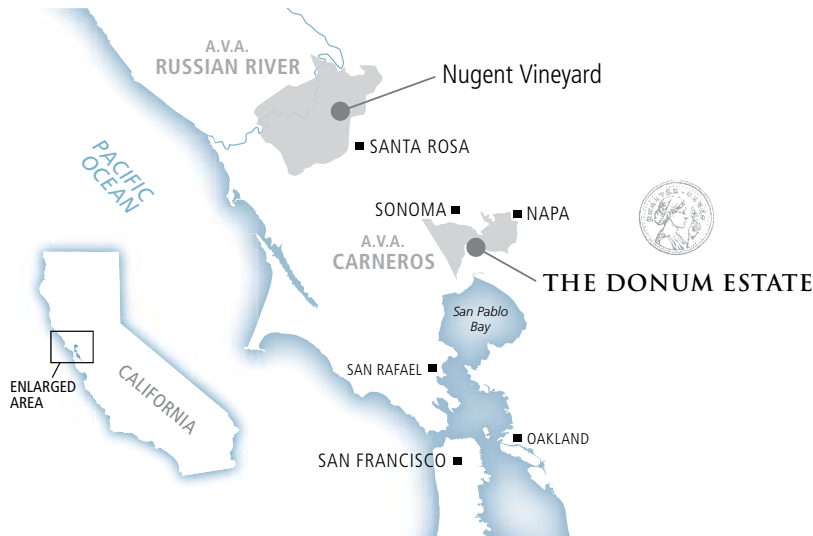 A.V.A.
RUSSIAN RIVER
Nugent Vineyard
SANTA ROSA
PACIFIC
OCEAN
SONOMA
NAPA
A.V.A.
CARNEROS
THE DONUM ESTATE
San Pablo
Bay
SAN RAFAEL
ENLARGED
AREA
CALIFORNIA
OAKLAND
SAN FRANCISCO